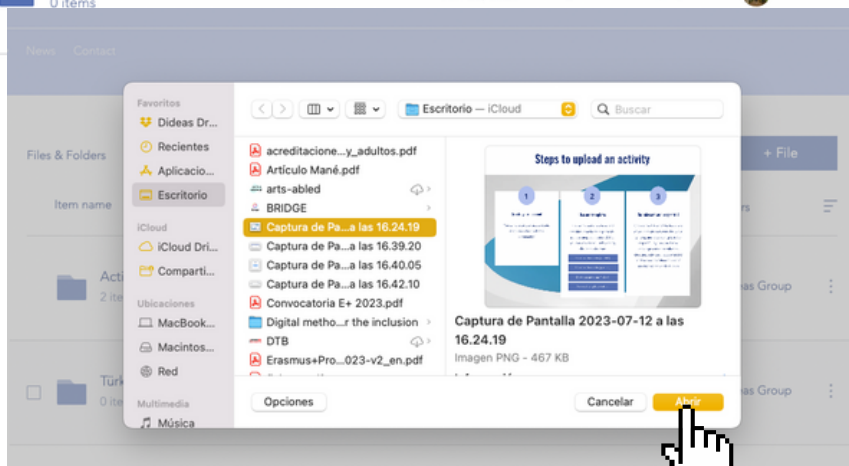 0 items
News Contact
Files & Folders
+ File
Item name
2 ite
as Group
Türk
0 ite
as Group
Favoritos
Dideas Dr...
Recientes
Aplicacio...
Escritorio
iCloud
iCloud Dri...
Comparti...
Ubicaciones
MacBook...
Macintos...
Red
Multimedia
Música
Escritorio — iCloud
Buscar
acreditacione...y_adultos.pdf
Artículo Mané.pdf
arts-abled
BRIDGE
Captura de Pa...a las 16.24.19
Captura de Pa...a las 16.39.20
Captura de Pa...a las 16.40.05
Captura de Pa...a las 16.42.10
Convocatoria E+ 2023.pdf
Digital metho...r the inclusion
DTB
Erasmus+Pro...023-v2_en.pdf
Steps to upload an activity
1 2 3
Captura de Pantalla 2023-07-12 a las
16.24.19
Imagen PNG - 467 KB
Opciones
Cancelar
Abrir